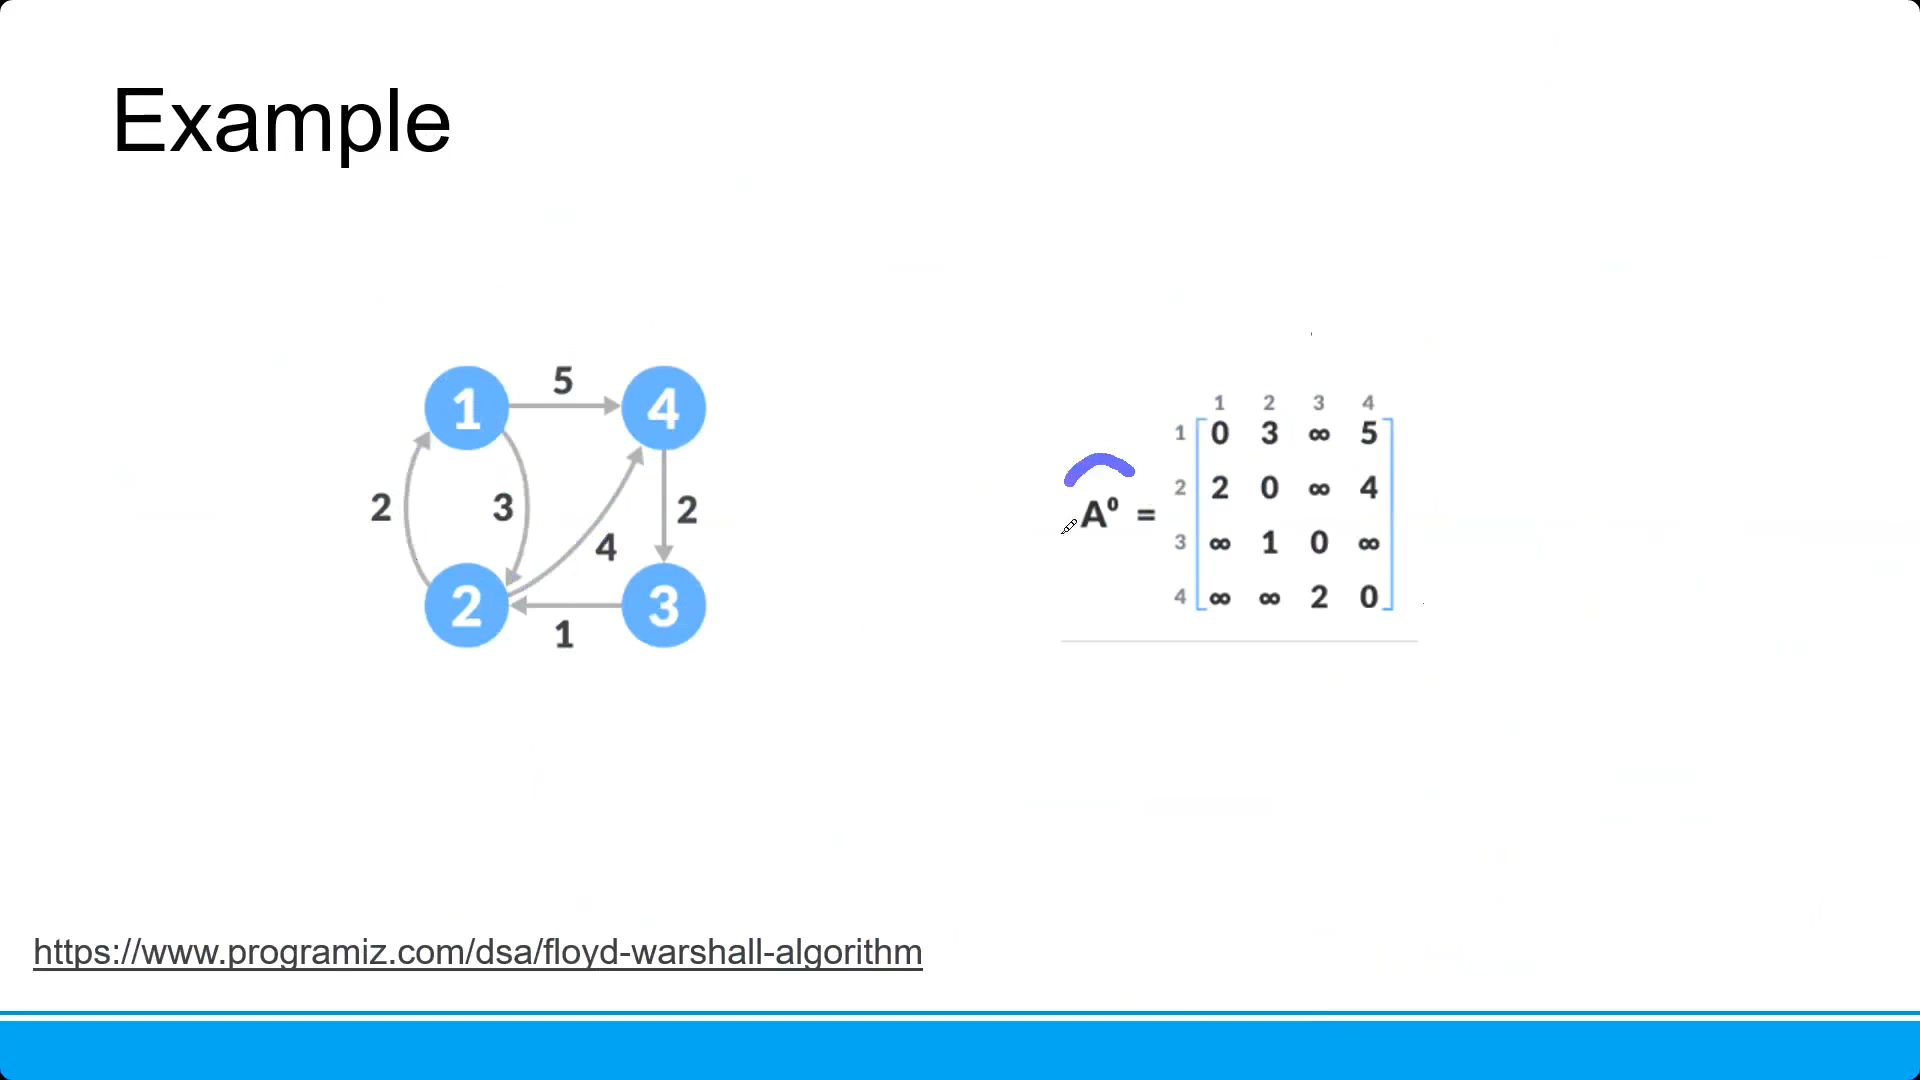 Example
1 5 4
2 3 4 2
2 1 3
1 2 3 4
1 0 3 ∞ 5
2 2 0 ∞ 4
A⁰ =
3 ∞ 1 0 ∞
4 ∞ ∞ 2 0
https://www.programiz.com/dsa/floyd-warshall-algorithm